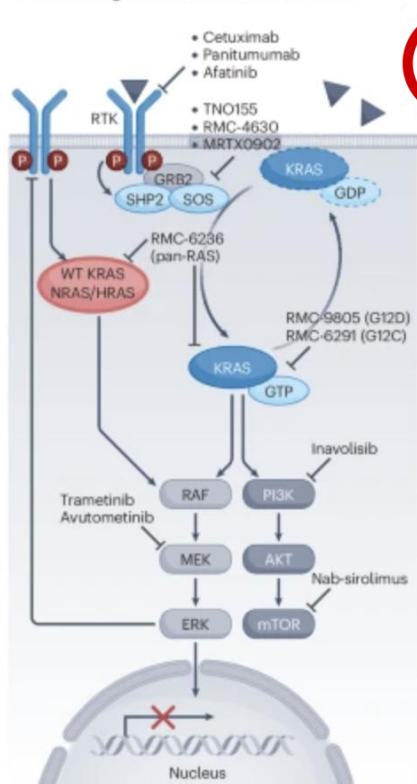 • Cetuximab
• Panitumumab
• Afatinib
RTK
• TNO155
• RMC-4630
• MRTX0902
P
P
P
P
GRB2
SHP2
SOS
KRAS
GDP
RMC-6236
(pan-RAS)
WT KRAS
NRAS/HRAS
RMC-9805 (G12D)
RMC-6291 (G12C)
KRAS
GTP
Inavolisib
RAF
PI3K
Trametinib
Avutometinib
MEK
AKT
Nab-sirolimus
ERK
mTOR
Nucleus